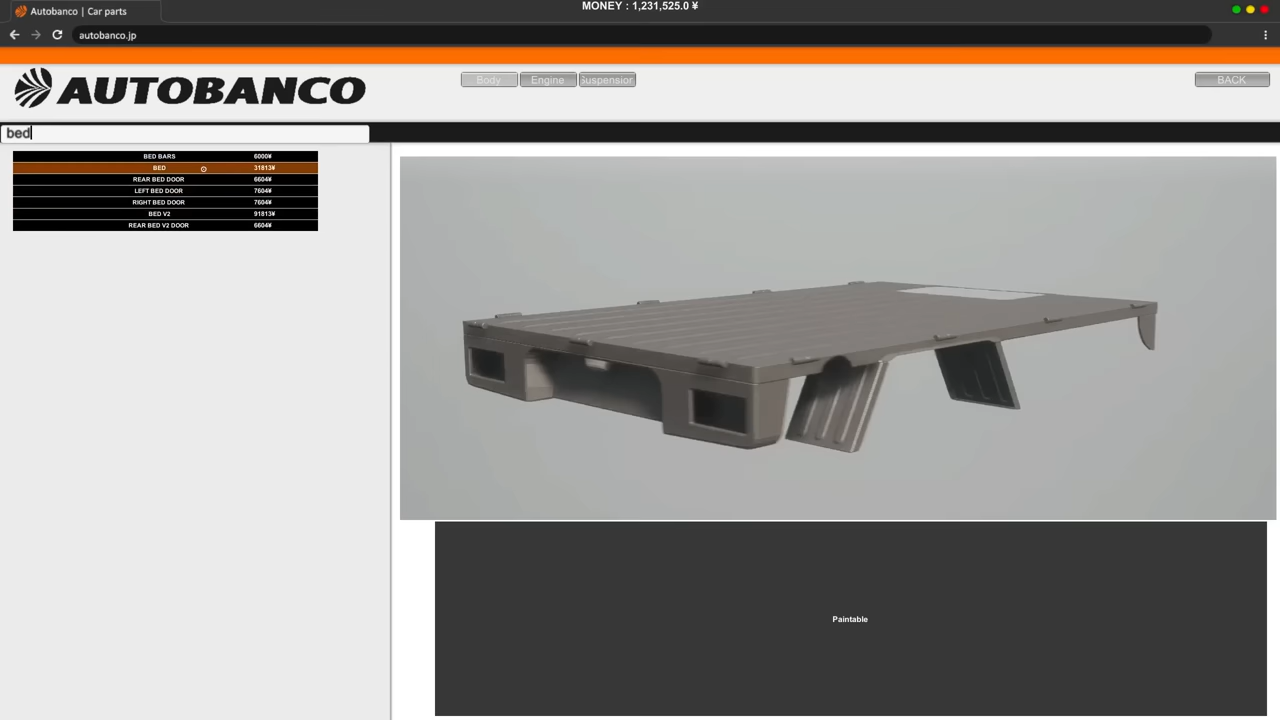 MONEY : 1,231,525.0 ¥
Autobanco | Car parts
autobanco.jp
AUTOBANCO
Body Engine Suspension BACK
bed
BED BARS 6000¥
BED 31813¥
REAR BED DOOR 6604¥
LEFT BED DOOR 7604¥
RIGHT BED DOOR 7604¥
BED V2 91813¥
REAR BED V2 DOOR 6604¥
Paintable